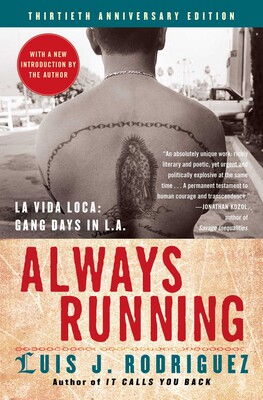 THIRTIETH ANNIVERSARY EDITION
WITH A NEW
INTRODUCTION
BY THE AUTHOR
"An absolutely unique work: richly
literary and poetic, yet urgent and
politically explosive at the same
time . . . A permanent testament to
human courage and transcendence."
—JONATHAN KOZOL,
author of
Savage Inequalities
LA VIDA LOCA:
GANG DAYS IN L.A.
ALWAYS
RUNNING
LUIS J. RODRIGUEZ
Author of IT CALLS YOU BACK